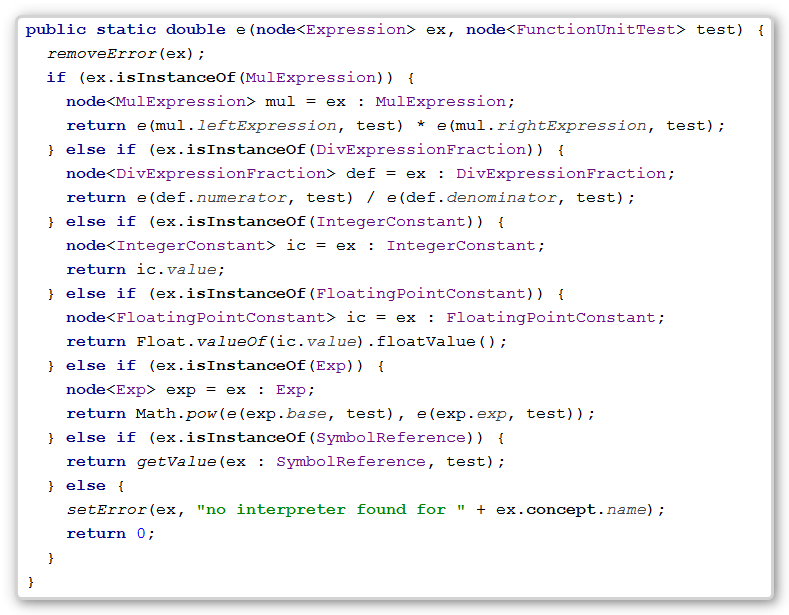 public static double e(node<Expression> ex, node<FunctionUnitTest> test) {
removeError(ex);
if (ex.isInstanceOf(MulExpression)) {
node<MulExpression> mul = ex : MulExpression;
return e(mul.leftExpression, test) * e(mul.rightExpression, test);
} else if (ex.isInstanceOf(DivExpressionFraction)) {
node<DivExpressionFraction> def = ex : DivExpressionFraction;
return e(def.numerator, test) / e(def.denominator, test);
} else if (ex.isInstanceOf(IntegerConstant)) {
node<IntegerConstant> ic = ex : IntegerConstant;
return ic.value;
} else if (ex.isInstanceOf(FloatingPointConstant)) {
node<FloatingPointConstant> ic = ex : FloatingPointConstant;
return Float.valueOf(ic.value).floatValue();
} else if (ex.isInstanceOf(Exp)) {
node<Exp> exp = ex : Exp;
return Math.pow(e(exp.base, test), e(exp.exp, test));
} else if (ex.isInstanceOf(SymbolReference)) {
return getValue(ex : SymbolReference, test);
} else {
setError(ex, "no interpreter found for " + ex.concept.name);
return 0;
}
}